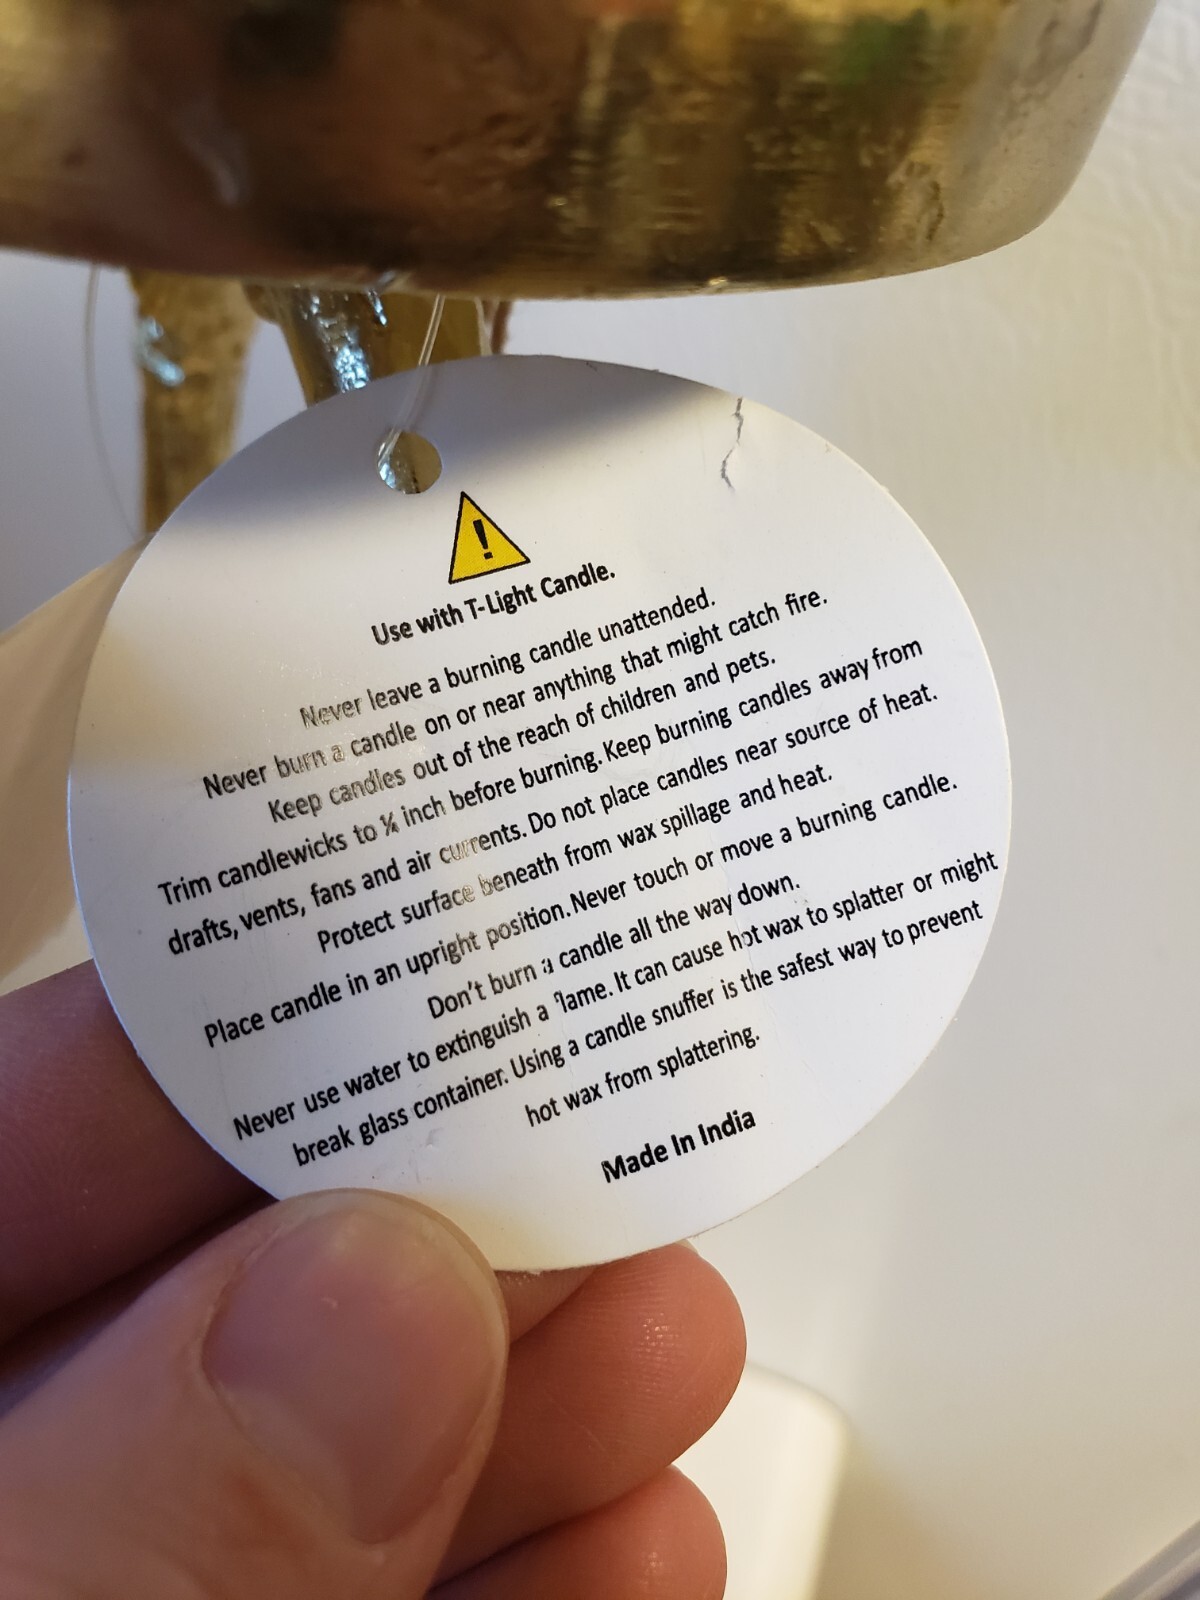 Use with T-Light Candle.
Never leave a burning candle unattended.
Never burn a candle on or near anything that might catch fire.
Keep candles out of the reach of children and pets.
Trim candlewicks to ¼ inch before burning. Keep burning candles away from
drafts, vents, fans and air currents. Do not place candles near source of heat.
Protect surface beneath from wax spillage and heat.
Place candle in an upright position. Never touch or move a burning candle.
Don't burn a candle all the way down.
Never use water to extinguish a flame. It can cause hot wax to splatter or might
break glass container. Using a candle snuffer is the safest way to prevent
hot wax from splattering.
Made In India